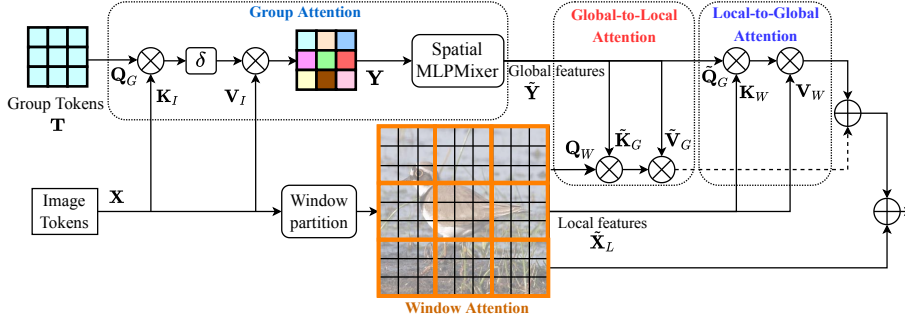 Group Attention
Global-to-Local
Attention
Local-to-Global
Attention
Q_G
δ
K_I
V_I
Y
Spatial
MLPMixer
Global features
Ỹ
Q̃_G
K_W
V_W
Group Tokens
T
Q_W
K̃_G
Ṽ_G
Image
Tokens
X
Window
partition
Local features
X̃_L
Window Attention